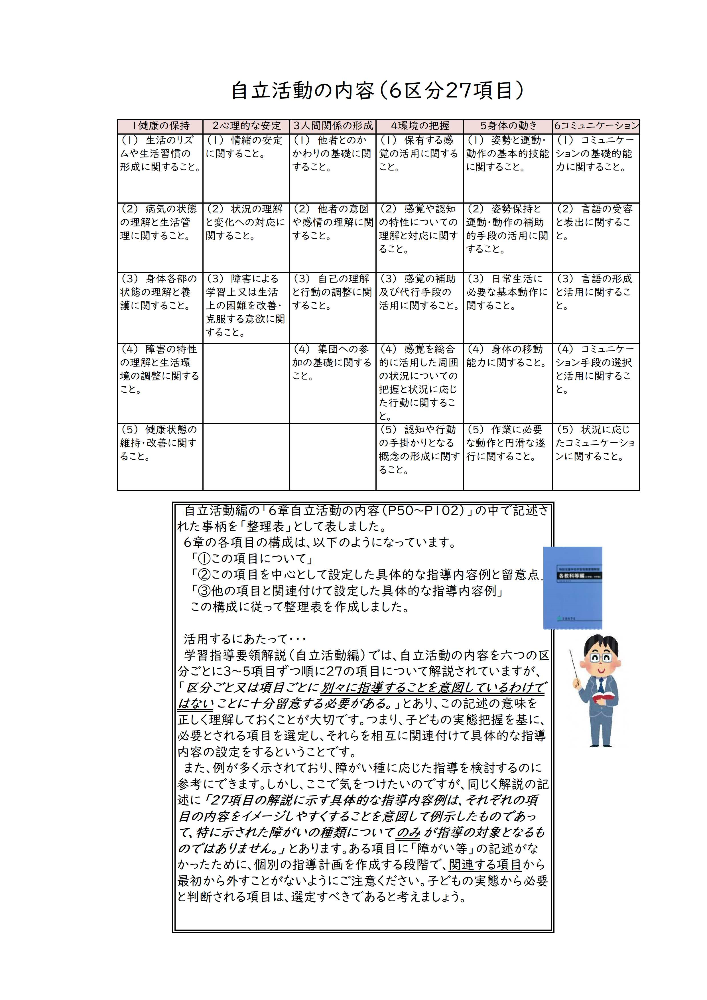 自立活動の内容（6区分27項目）
1健康の保持
2心理的な安定
3人間関係の形成
4環境の把握
5身体の動き
6コミュニケーション
（1） 生活のリズ
ムや生活習慣の
形成に関すること。
（1） 情緒の安定
に関すること。
（1） 他者とのか
かわりの基礎に関
すること。
（1） 保有する感
覚の活用に関する
こと。
（1） 姿勢と運動・
動作の基本的技能
に関すること。
（1） コミュニケー
ションの基礎的能
力に関すること。
（2） 病気の状態
の理解と生活管
理に関すること。
（2） 状況の理解
と変化への対応に
関すること。
（2） 他者の意図
や感情の理解に関
すること。
（2） 感覚や認知
の特性についての
理解と対応に関す
ること。
（2） 姿勢保持と
運動・動作の補助
的手段の活用に関
すること。
（2） 言語の受容
と表出に関するこ
と。
（3） 身体各部の
状態の理解と養
護に関すること。
（3） 障害による
学習上又は生活
上の困難を改善・
克服する意欲に関
すること。
（3） 自己の理解
と行動の調整に関
すること。
（3） 感覚の補助
及び代行手段の
活用に関すること。
（3） 日常生活に
必要な基本動作に
関すること。
（3） 言語の形成
と活用に関するこ
と。
（4） 障害の特性
の理解と生活環
境の調整に関する
こと。
（4） 集団への参
加の基礎に関する
こと。
（4） 感覚を総合
的に活用した周囲
の状況についての
把握と状況に応じ
た行動に関するこ
と。
（4） 身体の移動
能力に関すること。
（4） コミュニケー
ション手段の選択
と活用に関するこ
と。
（5） 健康状態の
維持・改善に関す
ること。
（5） 認知や行動
の手掛かりとなる
概念の形成に関す
ること。
（5） 作業に必要
な動作と円滑な遂
行に関すること。
（5） 状況に応じ
たコミュニケーショ
ンに関すること。
自立活動編の「6章自立活動の内容（P50～P102）」の中で記述さ
れた事柄を「整理表」として表しました。
6章の各項目の構成は、以下のようになっています。
「①この項目について」
「②この項目を中心として設定した具体的な指導内容例と留意点」
「③他の項目と関連付けて設定した具体的な指導内容例」
この構成に従って整理表を作成しました。
活用するにあたって・・・
学習指導要領解説（自立活動編）では、自立活動の内容を六つの区
分ごとに3～5項目ずつ順に27の項目について解説されていますが、
「区分ごと又は項目ごとに別々に指導することを意図しているわけで
はないことに十分留意する必要がある。」とあり、この記述の意味を
正しく理解しておくことが大切です。つまり、子どもの実態把握を基に、
必要とされる項目を選定し、それらを相互に関連付けて具体的な指導
内容の設定をするということです。
また、例が多く示されており、障がい種に応じた指導を検討するのに
参考にできます。しかし、ここで気をつけたいのですが、同じく解説の記
述に「27項目の解説に示す具体的な指導内容例は、それぞれの項
目の内容をイメージしやすくすることを意図して例示したものであっ
て、特に示された障がいの種類についてのみが指導の対象となるも
のではありません。」とあります。ある項目に「障がい等」の記述がな
かったために、個別の指導計画を作成する段階で、関連する項目から
最初から外すことがないようにご注意ください。子どもの実態から必要
と判断される項目は、選定すべきであると考えましょう。
特別支援学校学習指導要領解説
各教科等編
文部科学省